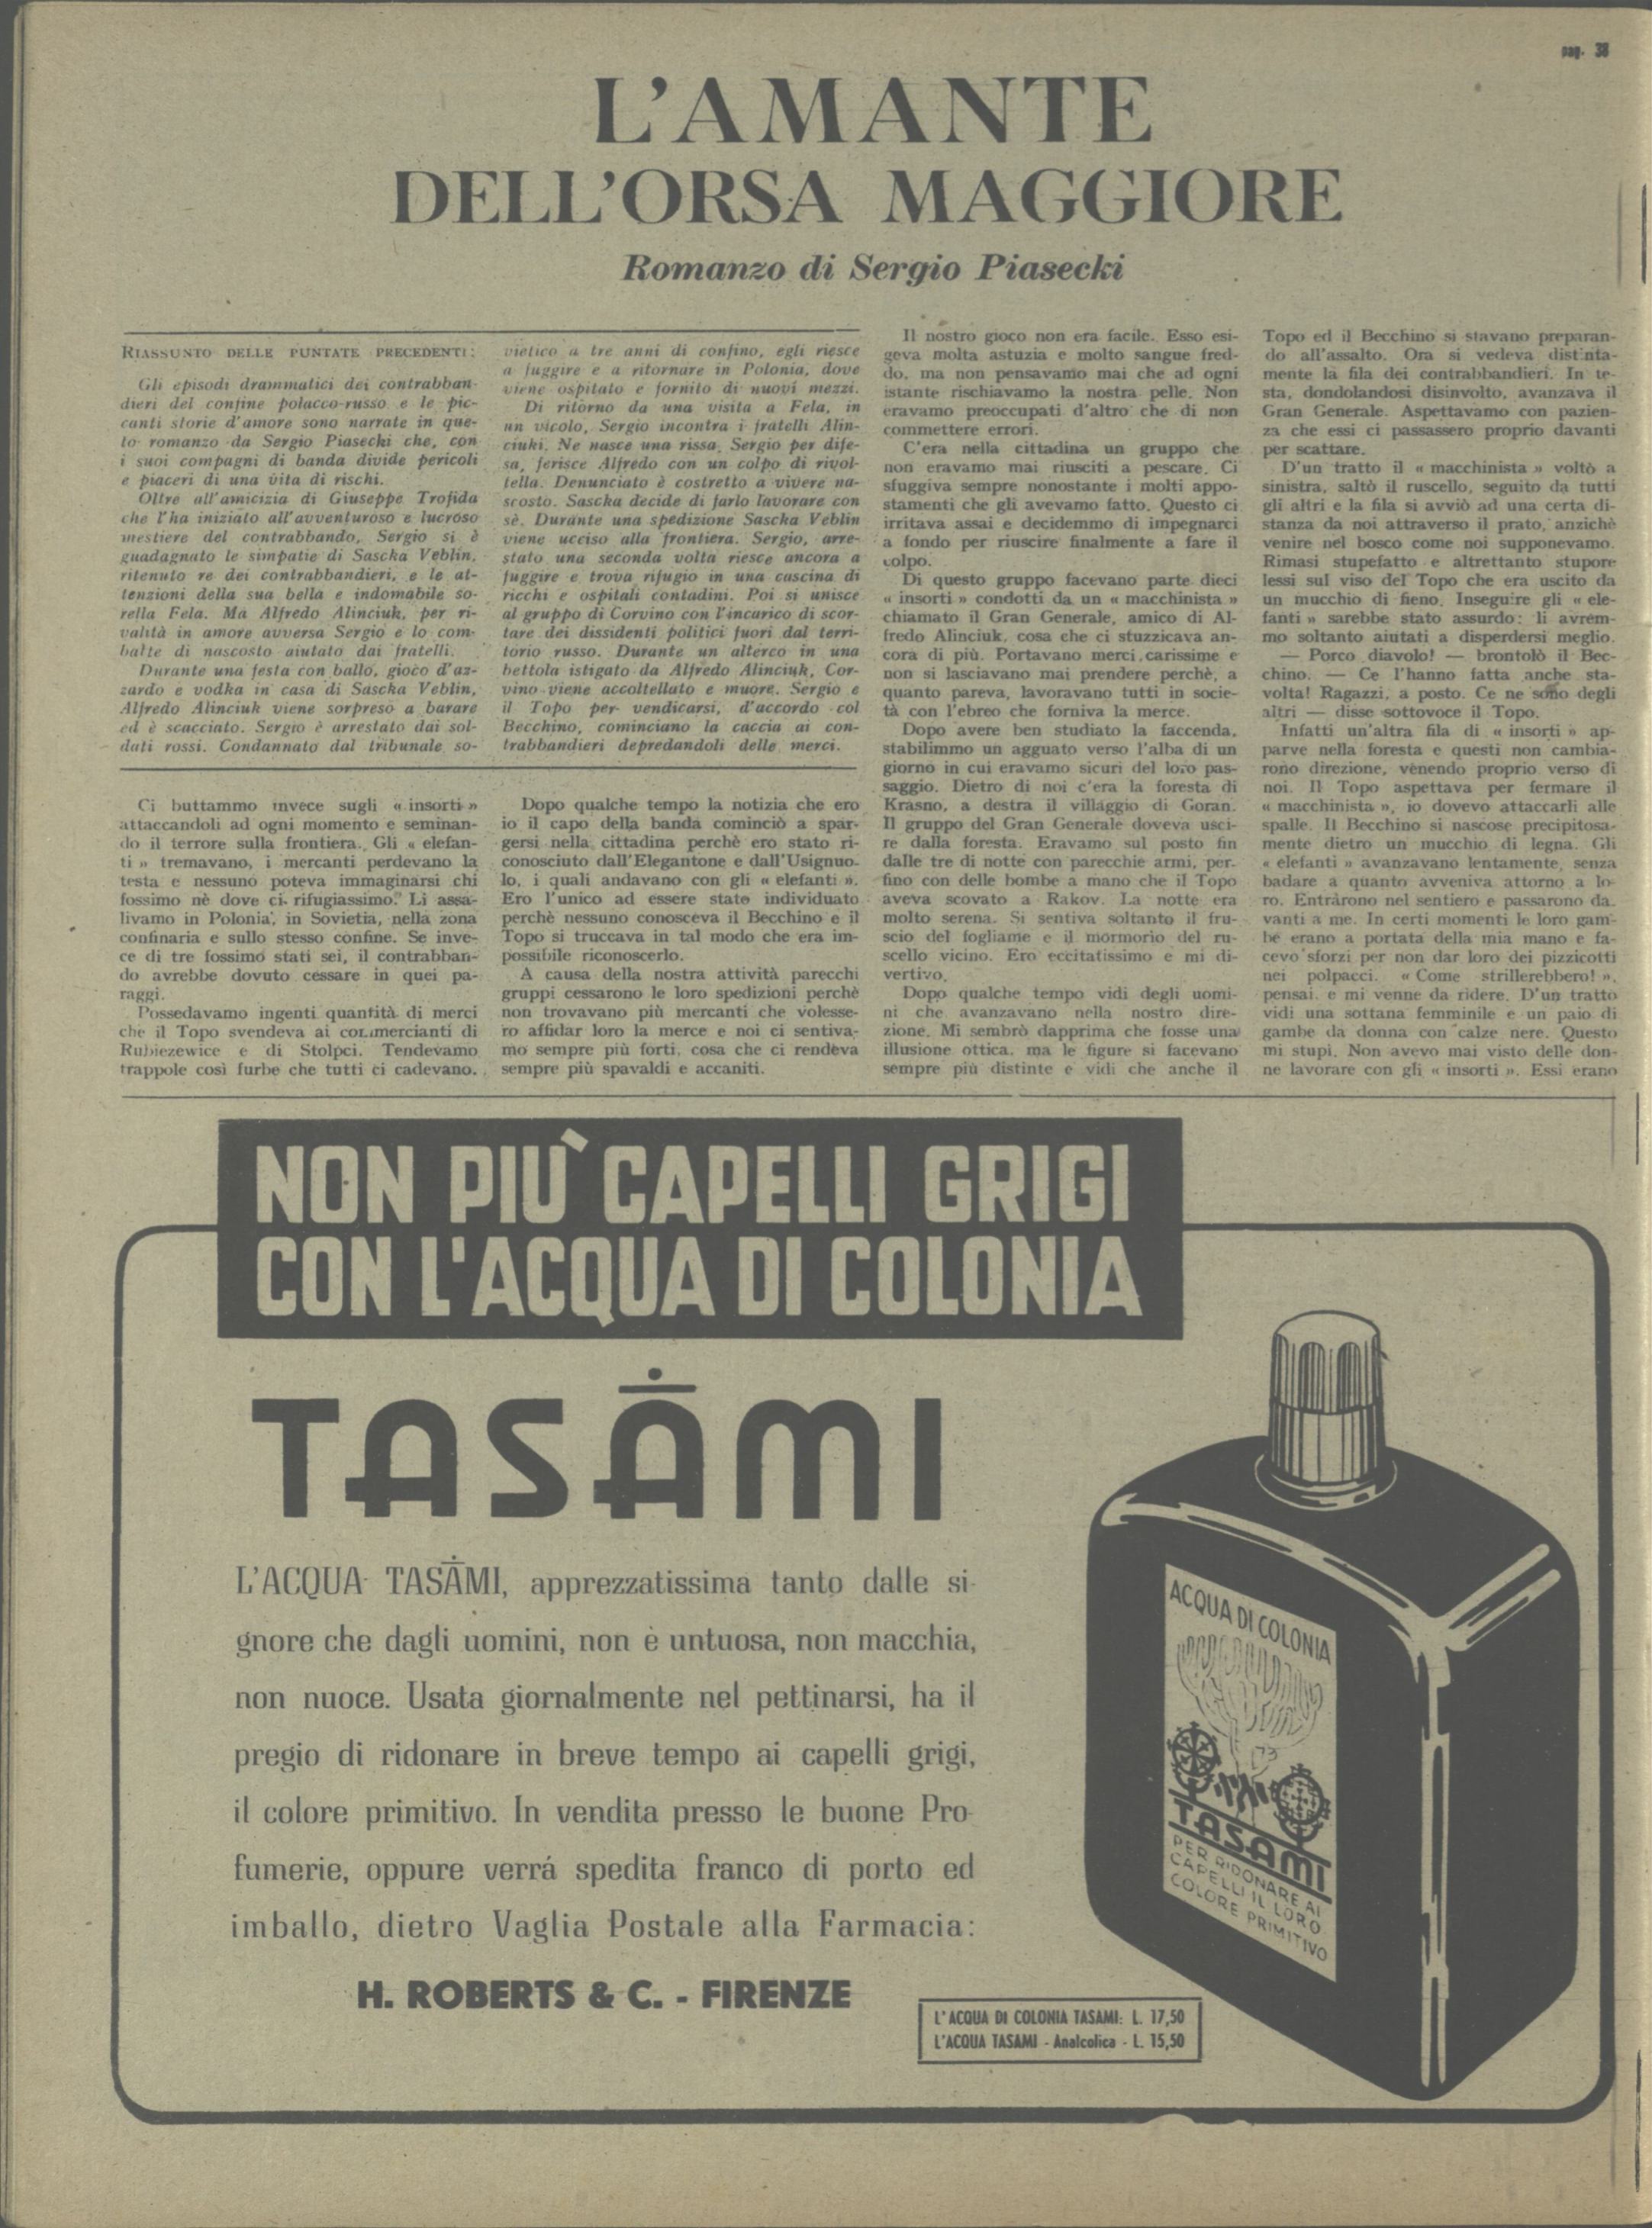 pag. 38
L'AMANTE
DELL'ORSA MAGGIORE
Romanzo di Sergio Piasecki
RIASSUNTO DELLE PUNTATE PRECEDENTI:
Gli episodi drammatici dei contrabban-
dieri del confine polacco-russo e le pic-
canti storie d'amore sono narrate in que-
to romanzo da Sergio Piasecki che, con
i suoi compagni di banda divide pericoli
e piaceri di una vita di rischi.
Oltre all'amicizia di Giuseppe Trofida
che l'ha iniziato all'avventuroso e lucroso
mestiere del contrabbando, Sergio si è
guadagnato le simpatie di Sascka Veblin,
ritenuto re dei contrabbandieri, e le at-
tenzioni della sua bella e indomabile so-
rella Fela. Ma Alfredo Alinciuk, per ri-
valità in amore avversa Sergio e lo com-
batte di nascosto aiutato dai fratelli.
Durante una festa con ballo, gioco d'az-
zardo e vodka in casa di Sascka Veblin,
Alfredo Alinciuk viene sorpreso a barare
ed è scacciato. Sergio è arrestato dai sol-
dati rossi. Condannato dal tribunale so-
vietico a tre anni di confino, egli riesce
a fuggire e a ritornare in Polonia, dove
viene ospitato e fornito di nuovi mezzi.
Di ritorno da una visita a Fela, in
un vicolo, Sergio incontra i fratelli Alin-
ciuki. Ne nasce una rissa. Sergio per dife-
sa, ferisce Alfredo con un colpo di rivol-
tella. Denunciato è costretto a vivere na-
scosto. Sascka decide di farlo lavorare con
sè. Durante una spedizione Sascka Veblin
viene ucciso alla frontiera. Sergio, arre-
stato una seconda volta riesce ancora a
fuggire e trova rifugio in una cascina di
ricchi e ospitali contadini. Poi si unisce
al gruppo di Corvino con l'incarico di scor-
tare dei dissidenti politici fuori dal terri-
torio russo. Durante un alterco in una
bettola istigato da Alfredo Alinciuk, Cor-
vino viene accoltellato e muore. Sergio e
il Topo per vendicarsi, d'accordo col
Becchino, cominciano la caccia ai con-
trabbandieri depredandoli delle merci.
Ci buttammo invece sugli « insorti »
attaccandoli ad ogni momento e seminan-
do il terrore sulla frontiera. Gli « elefan-
ti » tremavano, i mercanti perdevano la
testa e nessuno poteva immaginarsi chi
fossimo nè dove ci rifugiassimo. Li assa-
livamo in Polonia, in Sovietia, nella zona
confinaria e sullo stesso confine. Se inve-
ce di tre fossimo stati sei, il contrabban-
do avrebbe dovuto cessare in quei pa-
raggi.
Possedavamo ingenti quantità di merci
che il Topo svendeva ai commercianti di
Rubiezewice e di Stolpci. Tendevamo
trappole così furbe che tutti ci cadevano.
Dopo qualche tempo la notizia che ero
io il capo della banda cominciò a spar-
gersi nella cittadina perchè ero stato ri-
conosciuto dall'Elegantone e dall'Usignuo-
lo, i quali andavano con gli « elefanti ».
Ero l'unico ad essere stato individuato
perchè nessuno conosceva il Becchino e il
Topo si truccava in tal modo che era im-
possibile riconoscerlo.
A causa della nostra attività parecchi
gruppi cessarono le loro spedizioni perchè
non trovavano più mercanti che volesse-
ro affidar loro la merce e noi ci sentiva-
mo sempre più forti, cosa che ci rendeva
sempre più spavaldi e accaniti.
Il nostro gioco non era facile. Esso esi-
geva molta astuzia e molto sangue fred-
do, ma non pensavamo mai che ad ogni
istante rischiavamo la nostra pelle. Non
eravamo preoccupati d'altro che di non
commettere errori.
C'era nella cittadina un gruppo che
non eravamo mai riusciti a pescare. Ci
sfuggiva sempre nonostante i molti appo-
stamenti che gli avevamo fatto. Questo ci
irritava assai e decidemmo di impegnarci
a fondo per riuscire finalmente a fare il
colpo.
Di questo gruppo facevano parte dieci
« insorti » condotti da un « macchinista »
chiamato il Gran Generale, amico di Al-
fredo Alinciuk, cosa che ci stuzzicava an-
cora di più. Portavano merci carissime e
non si lasciavano mai prendere perchè, a
quanto pareva, lavoravano tutti in socie-
tà con l'ebreo che forniva la merce.
Dopo avere ben studiato la faccenda,
stabilimmo un agguato verso l'alba di un
giorno in cui eravamo sicuri del loro pas-
saggio. Dietro di noi c'era la foresta di
Krasno, a destra il villaggio di Goran.
Il gruppo del Gran Generale doveva usci-
re dalla foresta. Eravamo sul posto fin
dalle tre di notte con parecchie armi, per-
fino con delle bombe a mano che il Topo
aveva scovato a Rakov. La notte era
molto serena. Si sentiva soltanto il fru-
scio del fogliame e il mormorio del ru-
scello vicino. Ero eccitatissimo e mi di-
vertivo.
Dopo qualche tempo vidi degli uomi-
ni che avanzavano nella nostra dire-
zione. Mi sembrò dapprima che fosse una
illusione ottica, ma le figure si facevano
sempre più distinte e vidi che anche il
Topo ed il Becchino si stavano preparan-
do all'assalto. Ora si vedeva distinta-
mente la fila dei contrabbandieri. In te-
sta, dondolandosi disinvolto, avanzava il
Gran Generale. Aspettavamo con pazien-
za che essi ci passassero proprio davanti
per scattare.
D'un tratto il « macchinista » voltò a
sinistra, saltò il ruscello, seguito da tutti
gli altri e la fila si avviò ad una certa di-
stanza da noi attraverso il prato, anzichè
venire nel bosco come noi supponevamo.
Rimasi stupefatto e altrettanto stupore
lessi sul viso del Topo che era uscito da
un mucchio di fieno. Inseguire gli « ele-
fanti » sarebbe stato assurdo: li avrem-
mo soltanto aiutati a disperdersi meglio.
— Porco diavolo! — brontolò il Bec-
chino. — Ce l'hanno fatta anche sta-
volta! Ragazzi, a posto. Ce ne sono degli
altri — disse sottovoce il Topo.
Infatti un'altra fila di « insorti » ap-
parve nella foresta e questi non cambia-
rono direzione, venendo proprio verso di
noi. Il Topo aspettava per fermare il
« macchinista », io dovevo attaccarli alle
spalle. Il Becchino si nascose precipitosa-
mente dietro un mucchio di legna. Gli
« elefanti » avanzavano lentamente, senza
badare a quanto avveniva attorno a lo-
ro. Entrárono nel sentiero e passarono da-
vanti a me. In certi momenti le loro gam-
be erano a portata della mia mano e fa-
cevo sforzi per non dar loro dei pizzicotti
nei polpacci. « Come strillerebbero! »,
pensai, e mi venne da ridere. D'un tratto
vidi una sottana femminile e un paio di
gambe da donna con calze nere. Questo
mi stupì. Non avevo mai visto delle don-
ne lavorare con gli « insorti ». Essi erano
NON PIÙ CAPELLI GRIGI
CON L'ACQUA DI COLONIA
TASAMI
L'ACQUA TASAMI, apprezzatissima tanto dalle si-
gnore che dagli uomini, non è untuosa, non macchia,
non nuoce. Usata giornalmente nel pettinarsi, ha il
pregio di ridonare in breve tempo ai capelli grigi,
il colore primitivo. In vendita presso le buone Pro-
fumerie, oppure verrá spedita franco di porto ed
imballo, dietro Vaglia Postale alla Farmacia:
H. ROBERTS & C. - FIRENZE
L'ACQUA DI COLONIA TASAMI: L. 17,50
L'ACQUA TASAMI - Analcolica - L. 15,50
ACQUA DI COLONIA
TASAMI
PER RIDONARE AI
CAPELLI IL LORO
COLORE PRIMITIVO